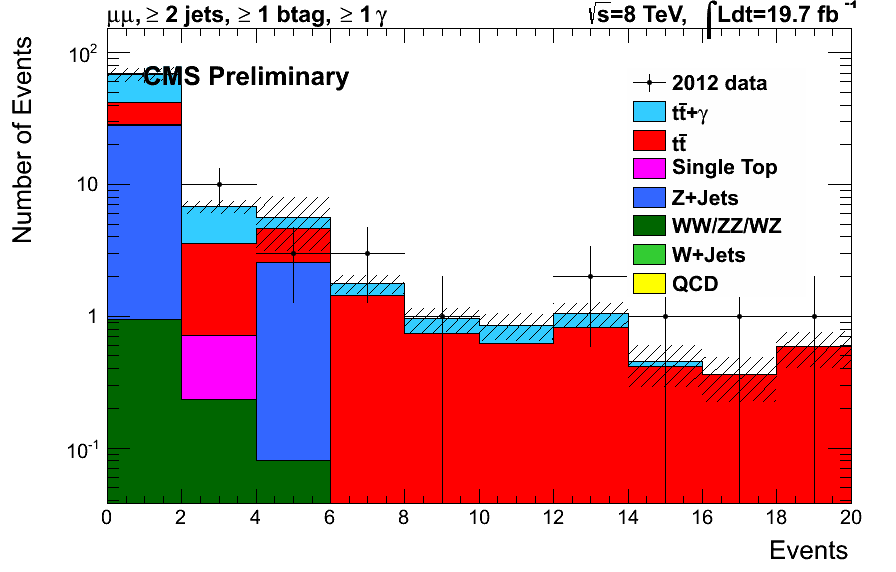 μμ, ≥ 2 jets, ≥ 1 btag, ≥ 1 γ
√s=8 TeV, ∫Ldt=19.7 fb⁻¹
CMS Preliminary
2012 data
tt̄+γ
tt̄
Single Top
Z+Jets
WW/ZZ/WZ
W+Jets
QCD
Number of Events
10²
10
1
10⁻¹
0 2 4 6 8 10 12 14 16 18 20
Events